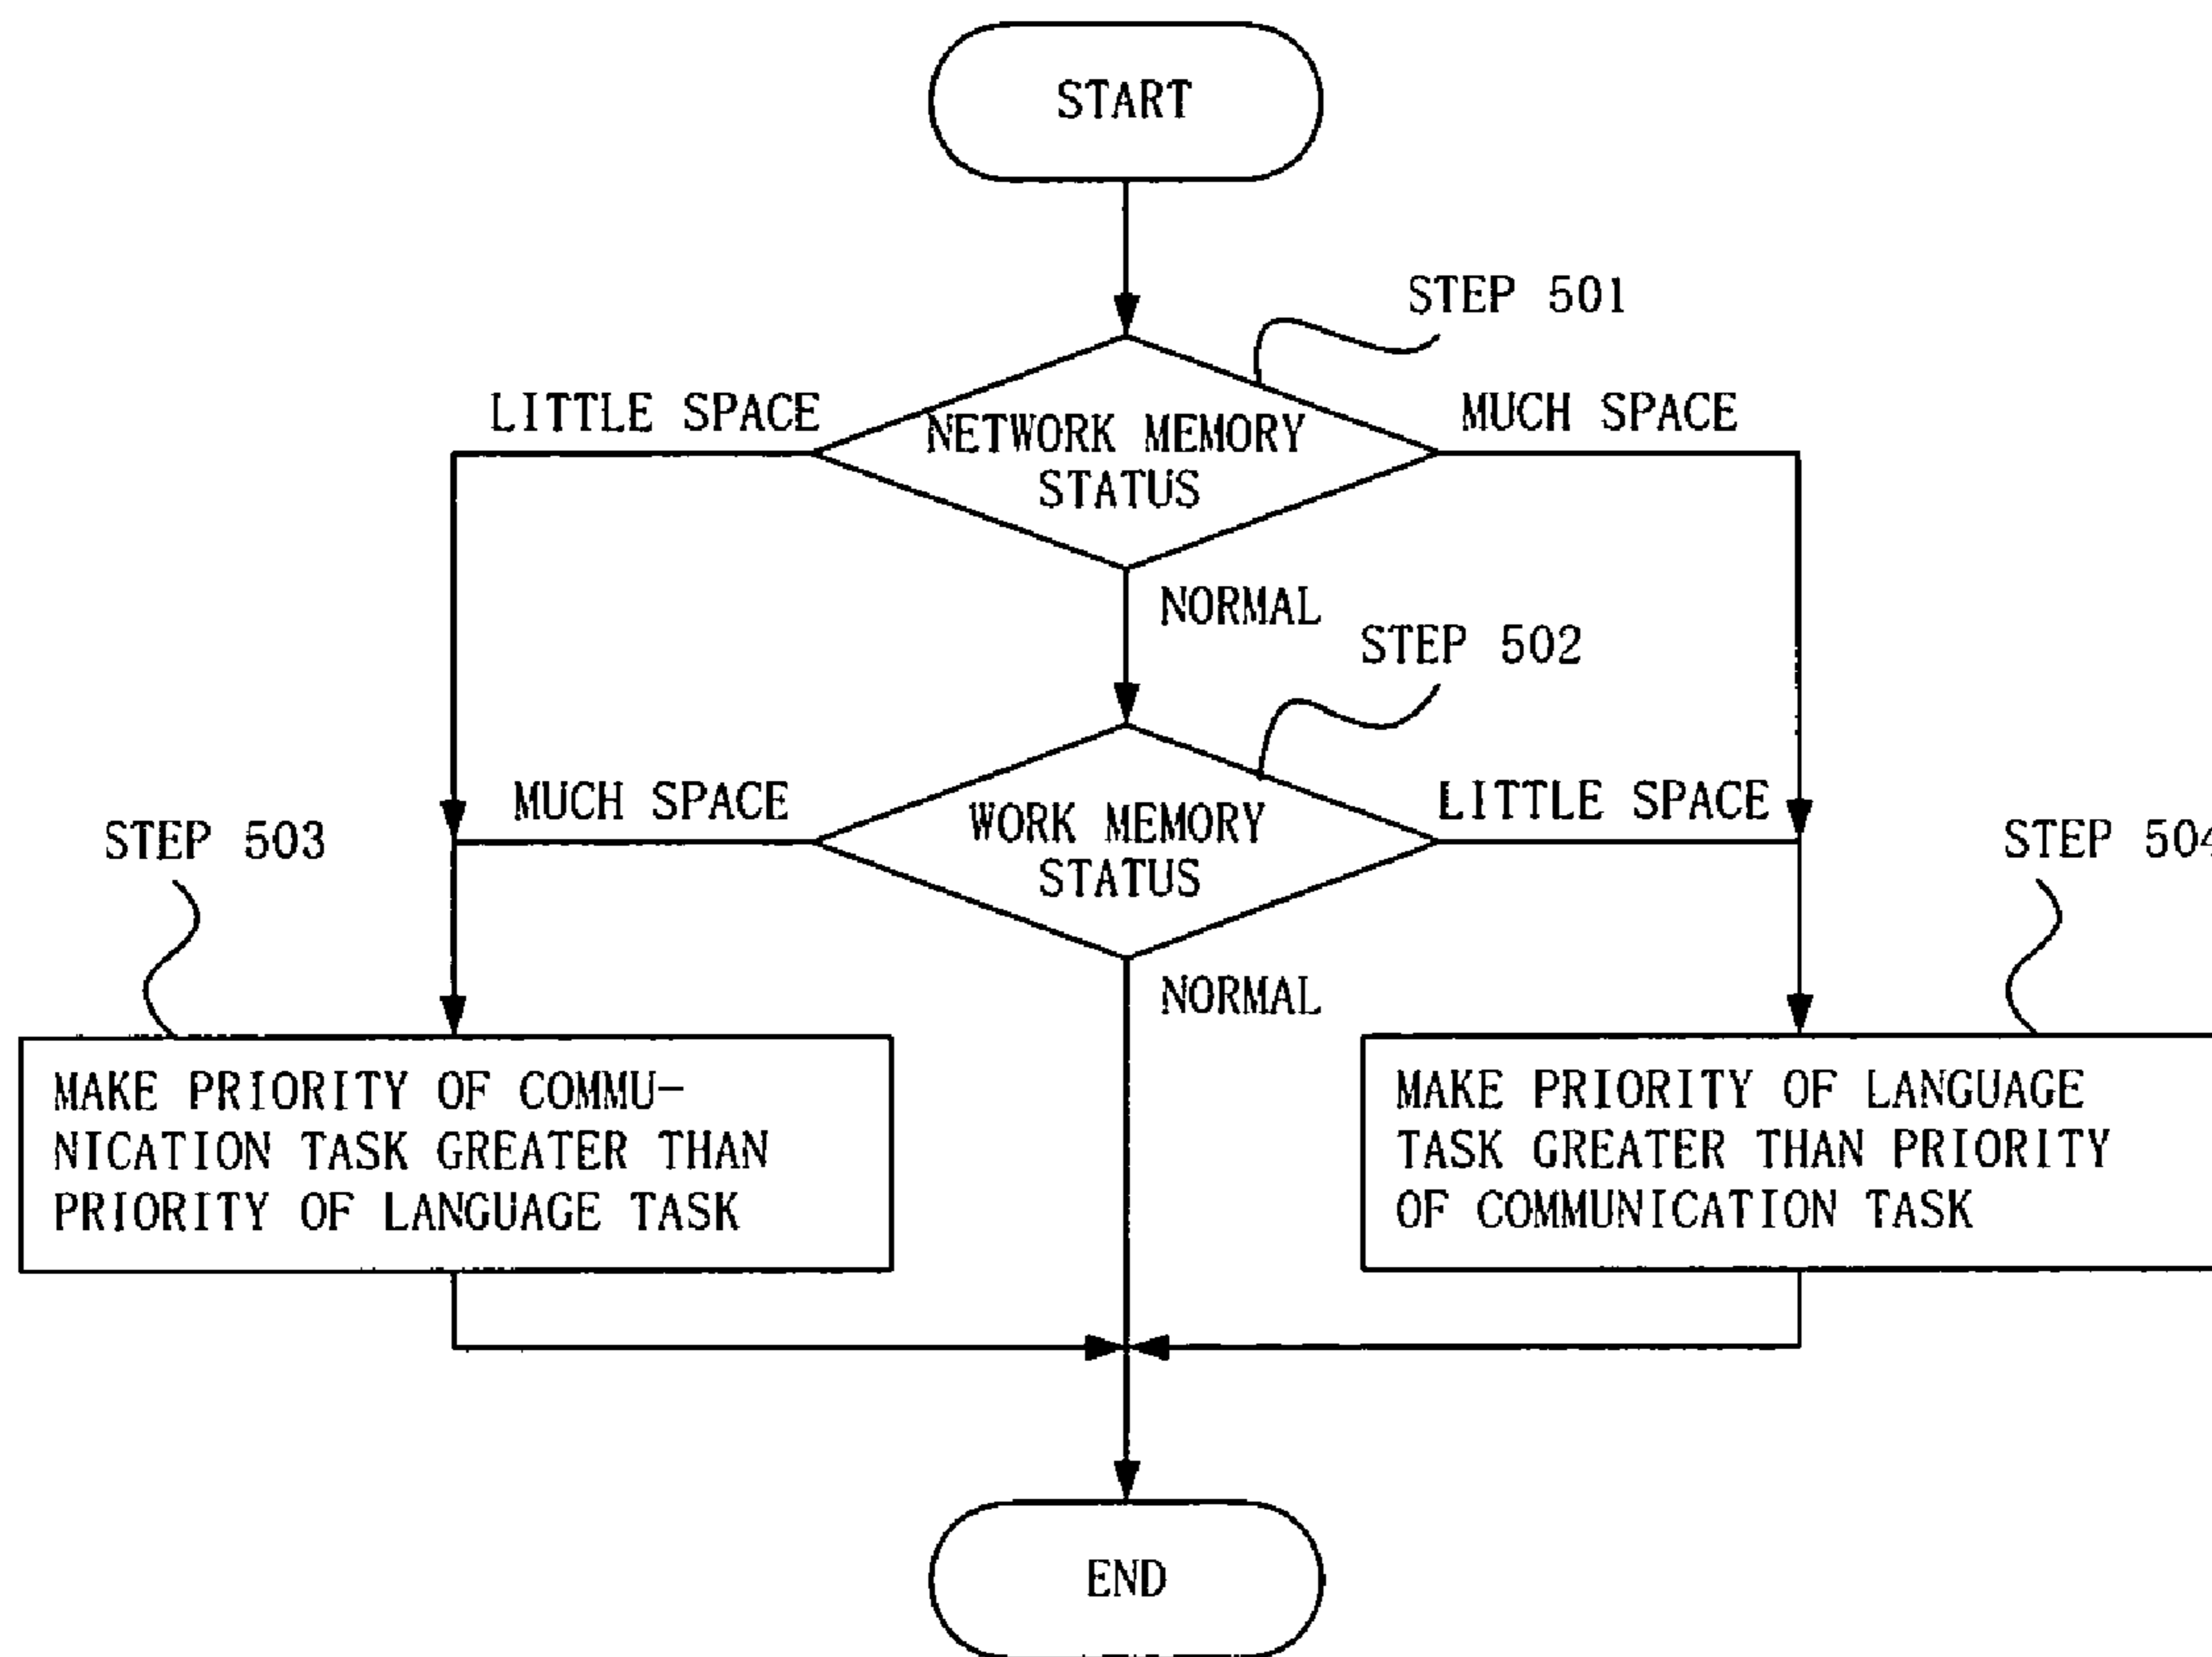 START
STEP 501
LITTLE SPACE
MUCH SPACE
NETWORK MEMORY
STATUS
NORMAL
STEP 502
MUCH SPACE
LITTLE SPACE
WORK MEMORY
STATUS
STEP 503
STEP 504
NORMAL
MAKE PRIORITY OF COMMU-
NICATION TASK GREATER THAN
PRIORITY OF LANGUAGE TASK
MAKE PRIORITY OF LANGUAGE
TASK GREATER THAN PRIORITY
OF COMMUNICATION TASK
END